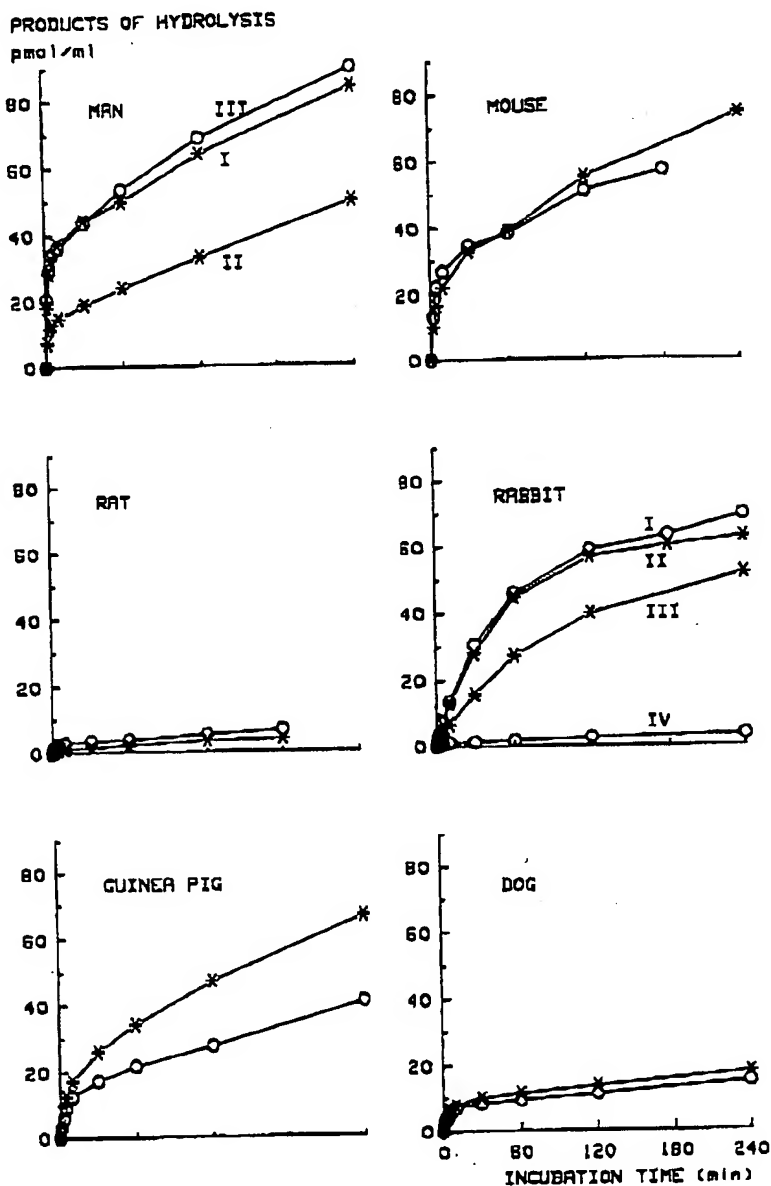 PRODUCTS OF HYDROLYSIS
pmol/ml
80
60
40
20
0
MAN
III
I
II
80
60
40
20
0
MOUSE
80
60
40
20
0
RAT
80
60
40
20
0
RABBIT
I
II
III
IV
80
60
40
20
0
GUINEA PIG
80
60
40
20
0
DOG
0 60 120 180 240
INCUBATION TIME (min)